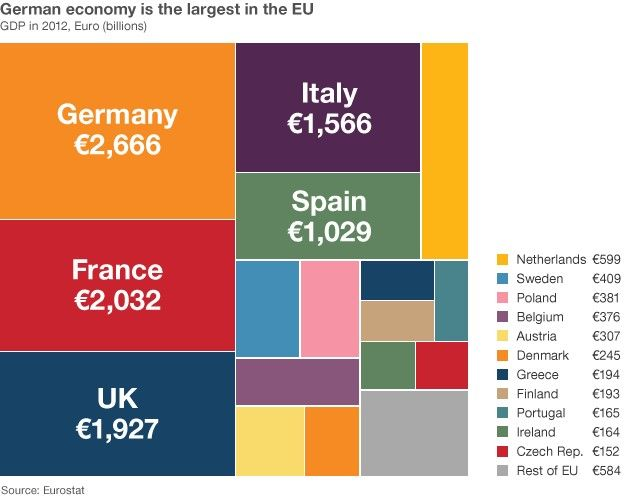 German economy is the largest in the EU
GDP in 2012, Euro (billions)
Germany
€2,666
France
€2,032
UK
€1,927
Italy
€1,566
Spain
€1,029
Netherlands €599
Sweden €409
Poland €381
Belgium €376
Austria €307
Denmark €245
Greece €194
Finland €193
Portugal €165
Ireland €164
Czech Rep. €152
Rest of EU €584
Source: Eurostat